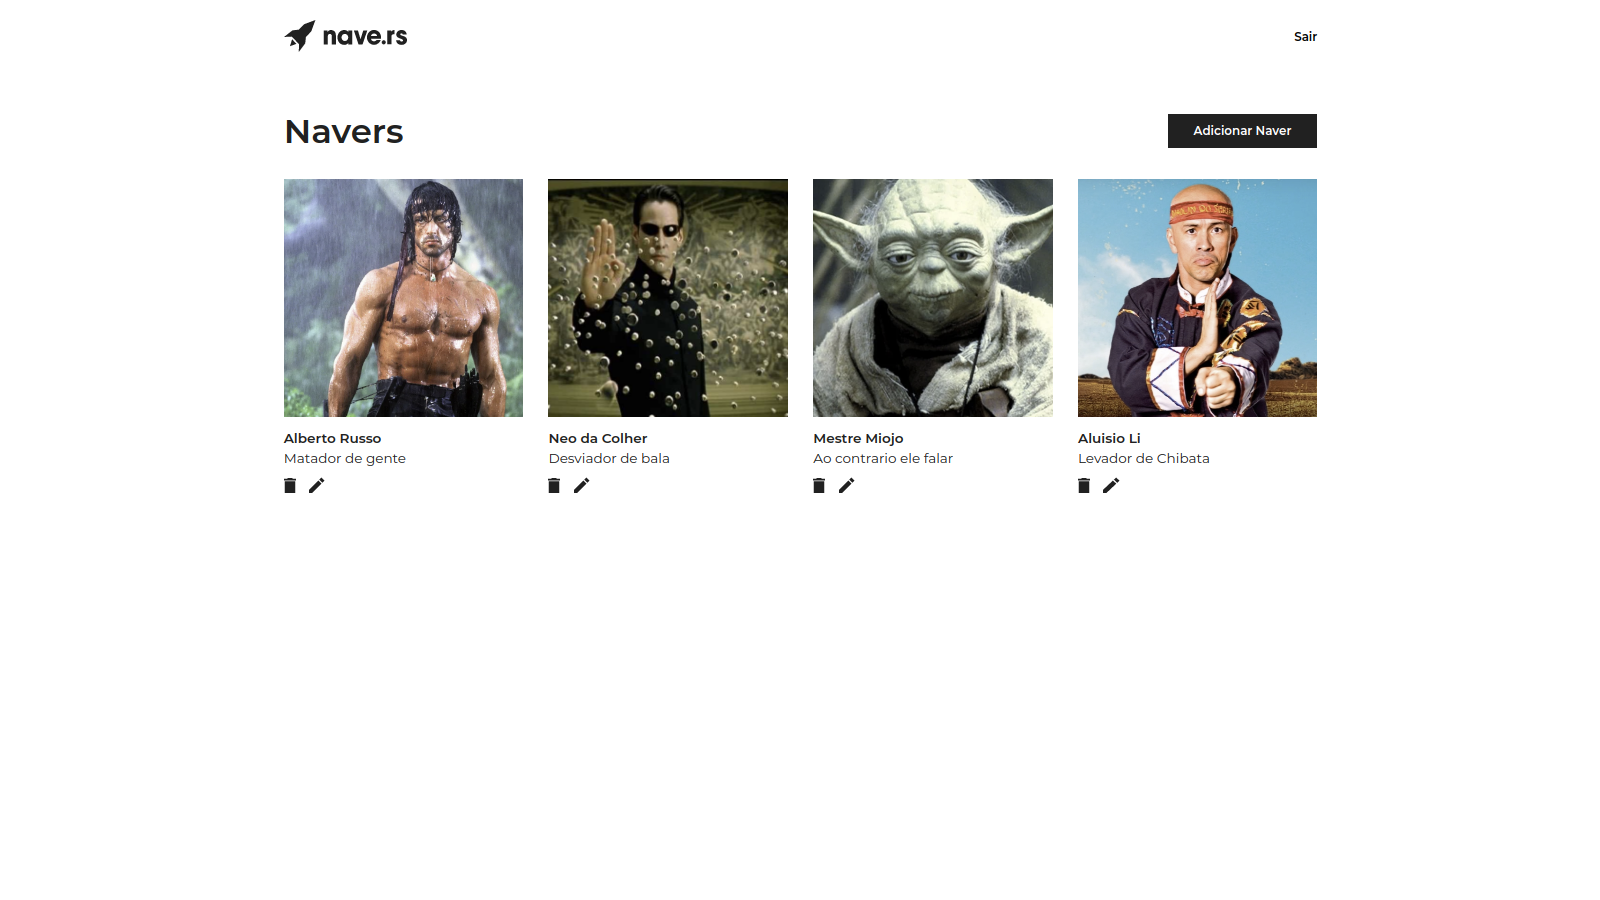 nave.rs
Sair
Navers
Adicionar Naver
Alberto Russo
Matador de gente
Neo da Colher
Desviador de bala
Mestre Miojo
Ao contrario ele falar
Aluisio Li
Levador de Chibata